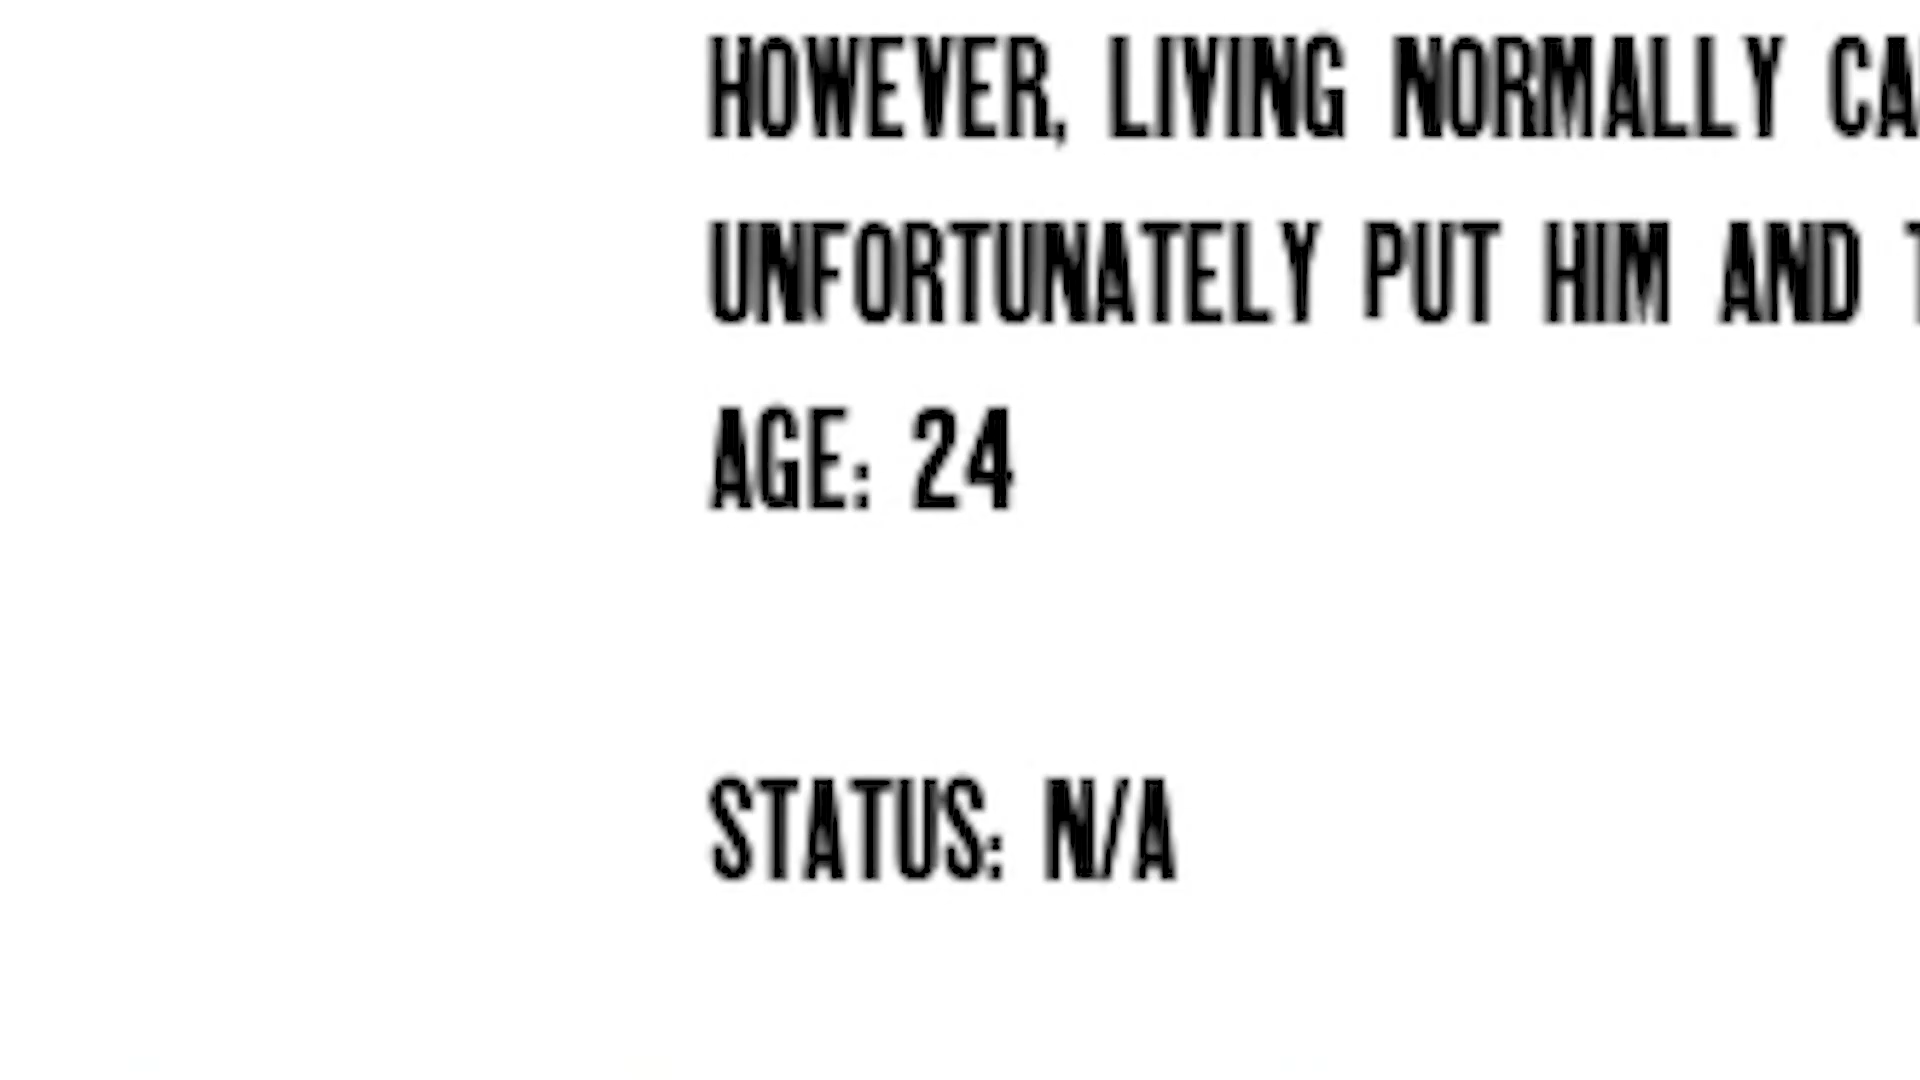 HOWEVER, LIVING NORMALLY
UNFORTUNATELY PUT HIM AND
AGE: 24
STATUS: N/A